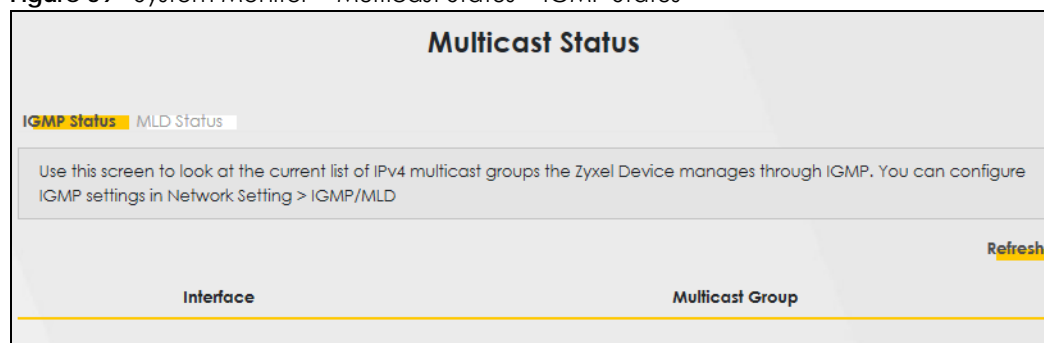 Multicast Status
IGMP Status MLD Status
Use this screen to look at the current list of IPv4 multicast groups the Zyxel Device manages through IGMP. You can configure
IGMP settings in Network Setting > IGMP/MLD
Refresh
Interface Multicast Group